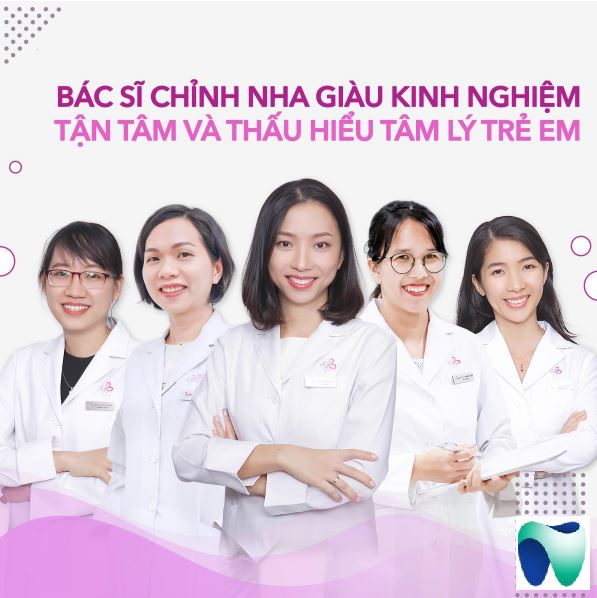 BÁC SĨ CHỈNH NHA GIÀU KINH NGHIỆM
TẬN TÂM VÀ THẤU HIỂU TÂM LÝ TRẺ EM